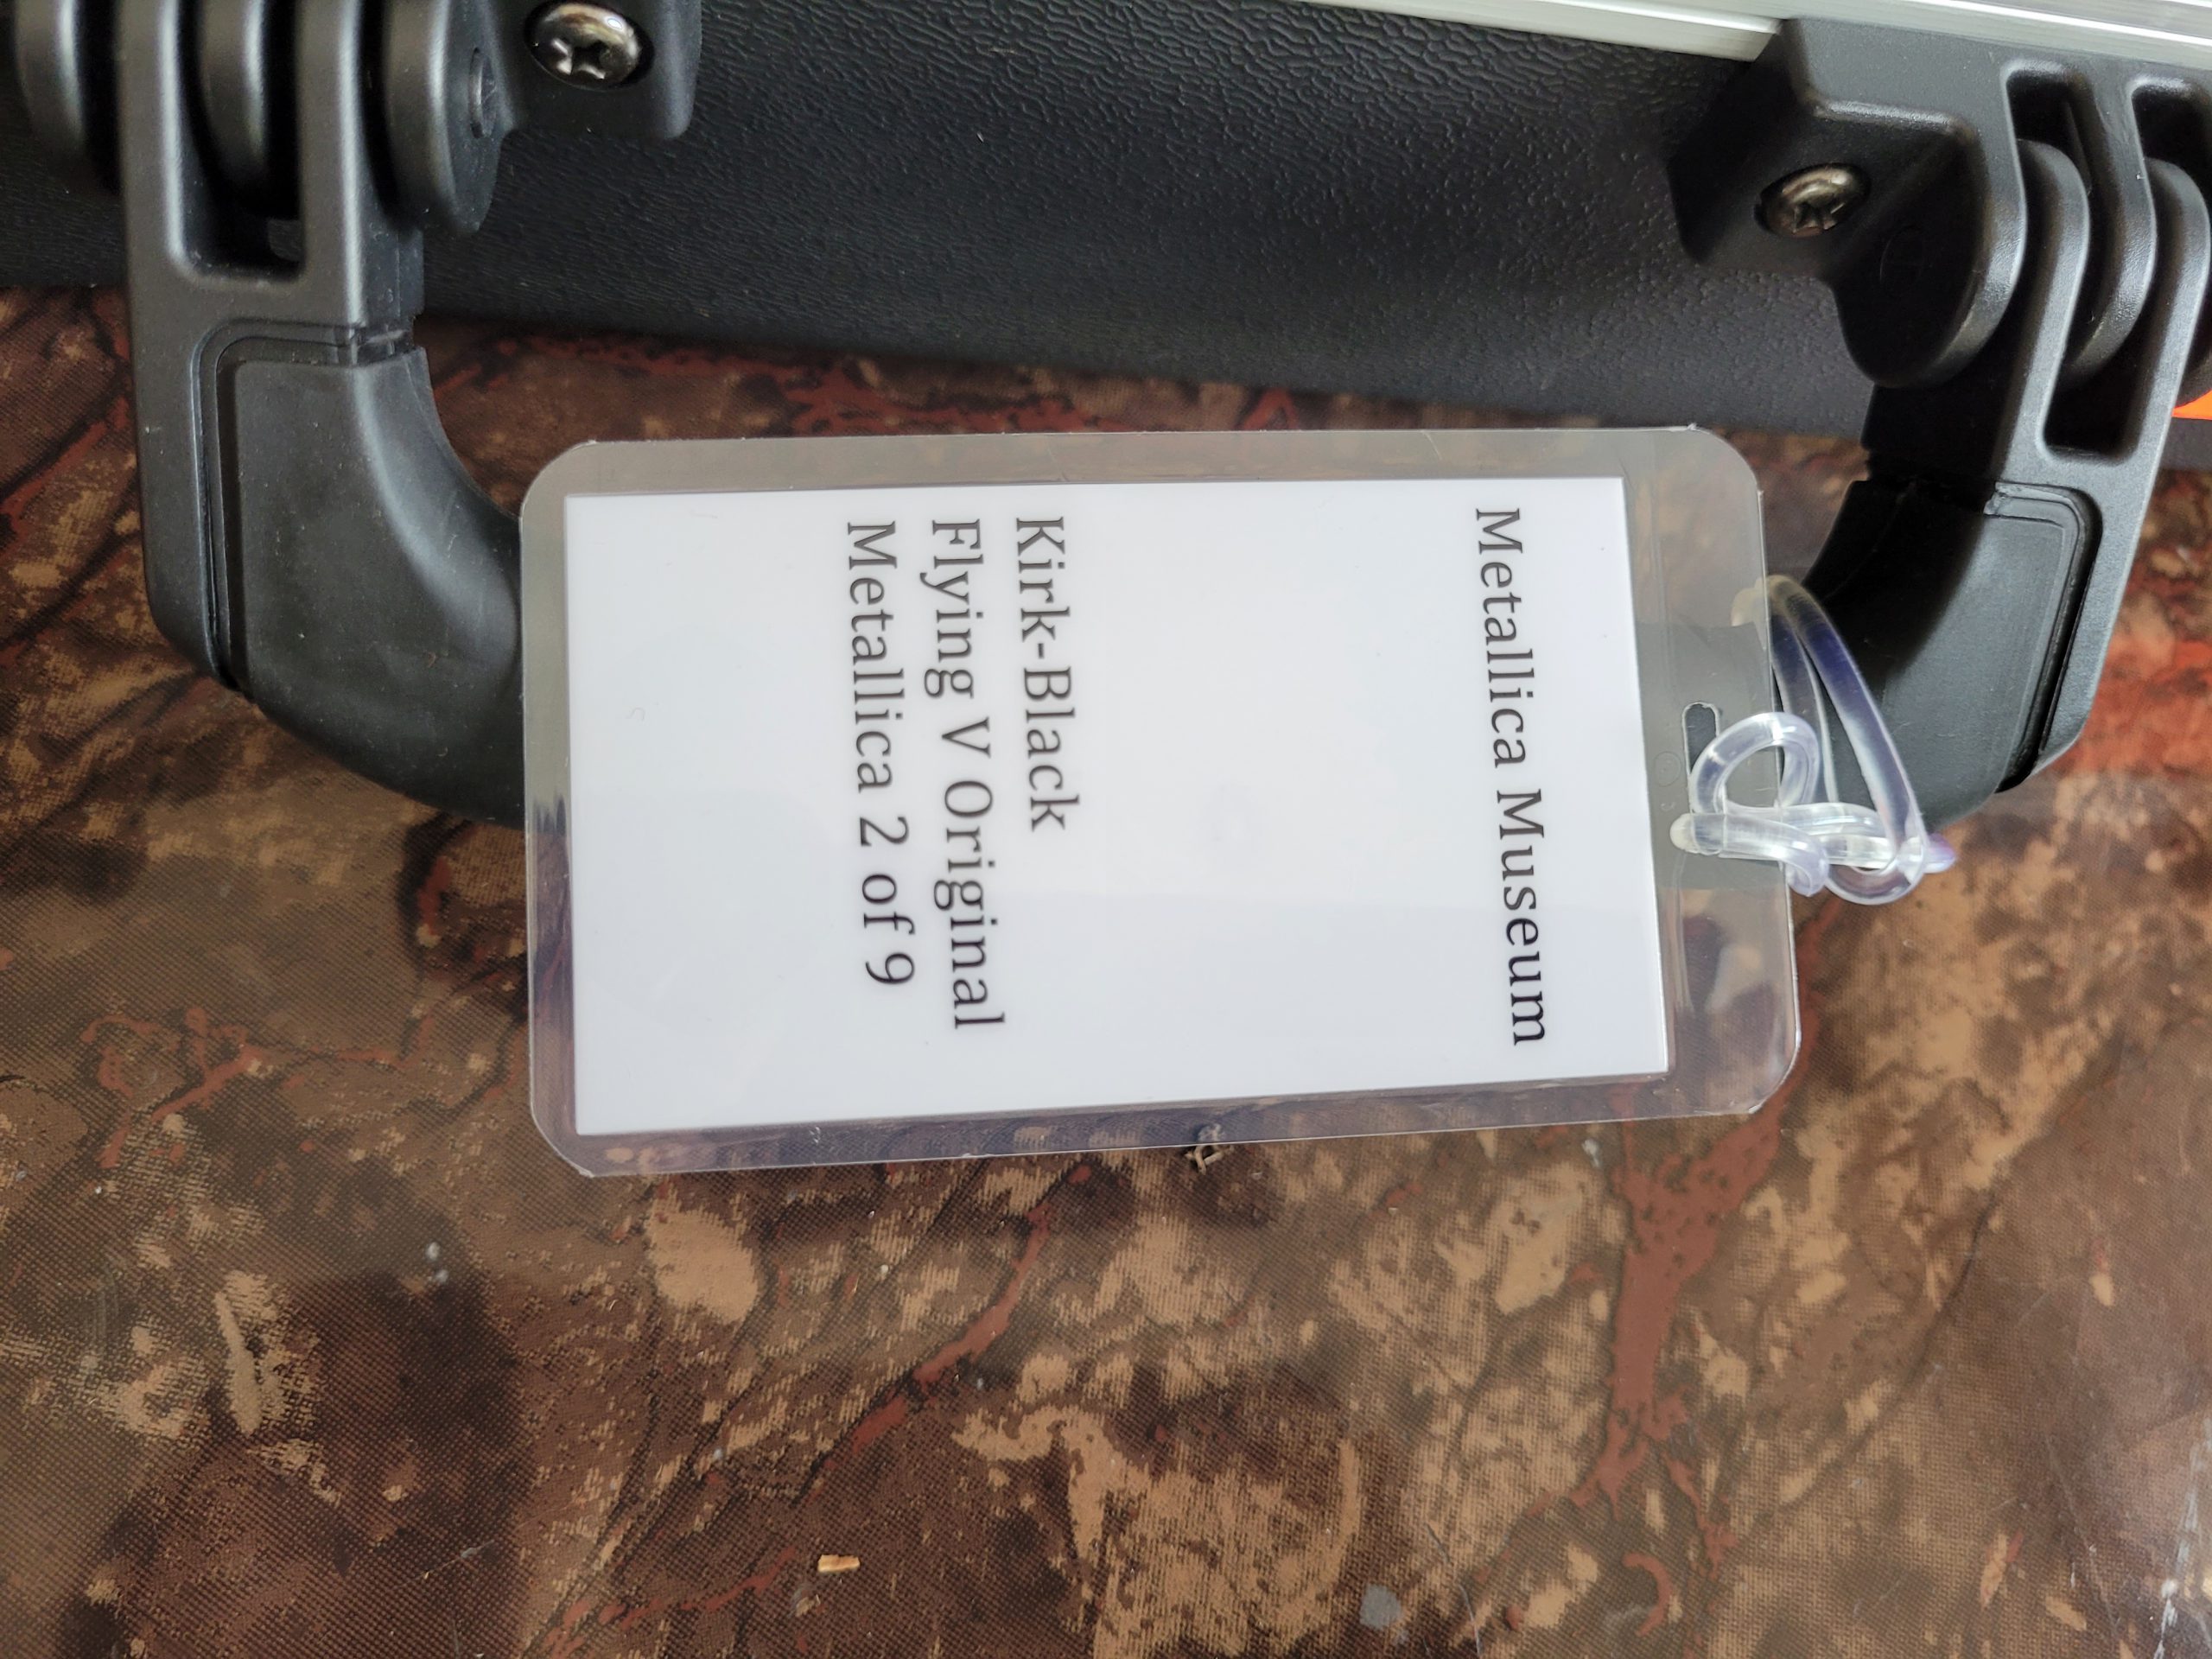 Metallica Museum
Kirk-Black
Flying V Original
Metallica 2 of 9